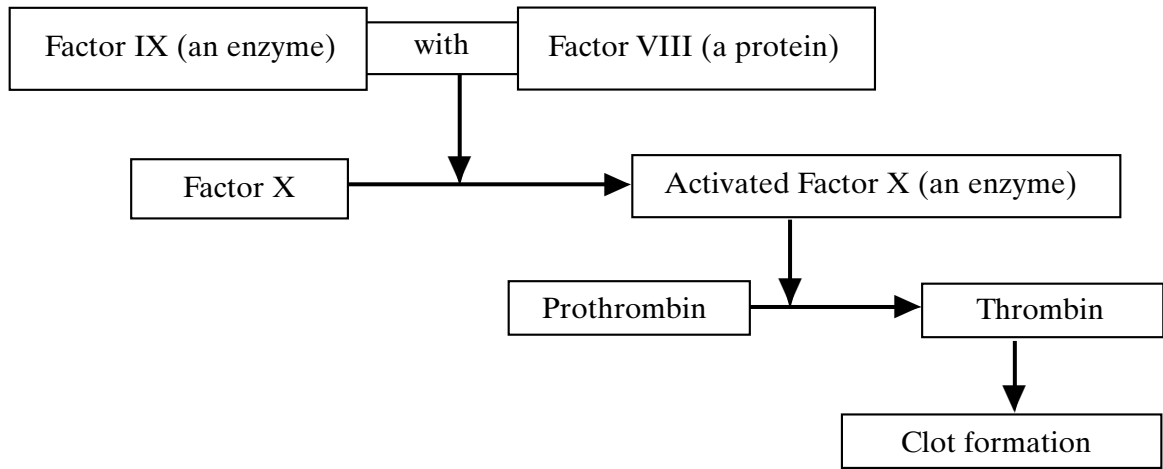 Factor IX (an enzyme) with Factor VIII (a protein)
Factor X Activated Factor X (an enzyme)
Prothrombin Thrombin
Clot formation